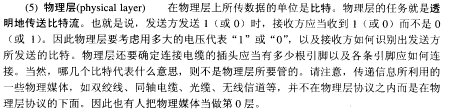 (5) 物理层(physical layer) 在物理层上所传数据的单位是比特。物理层的任务就是透
明地传送比特流。也就是说，发送方发送 1（或 0）时，接收方应当收到 1（或 0）而不是 0
（或 1）。因此物理层要考虑用多大的电压代表“1”或“0”，以及接收方如何识别出发送方
所发送的比特。物理层还要确定连接电缆的插头应当有多少根引脚以及各条引脚应如何连
接。当然，哪几个比特代表什么意思，则不是物理层所要管的。请注意，传递信息所利用的
一些物理媒体，如双绞线、同轴电缆、光缆、无线信道等，并不在物理层协议之内而是在物
理层协议的下面。因此也有人把物理媒体当做第 0 层。